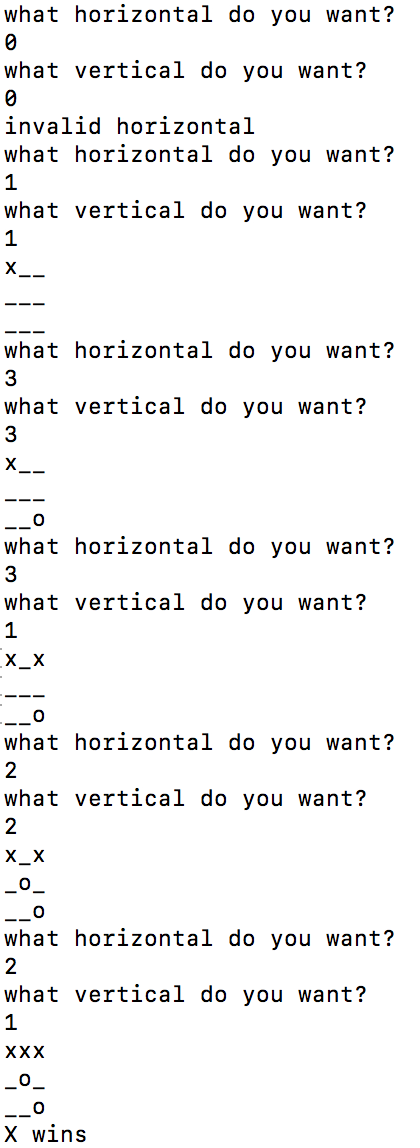 what horizontal do you want?
0
what vertical do you want?
0
invalid horizontal
what horizontal do you want?
1
what vertical do you want?
1
x__
___
___
what horizontal do you want?
3
what vertical do you want?
3
x__
___
__o
what horizontal do you want?
3
what vertical do you want?
1
x_x
___
__o
what horizontal do you want?
2
what vertical do you want?
2
x_x
_o_
__o
what horizontal do you want?
2
what vertical do you want?
1
xxx
_o_
__o
X wins